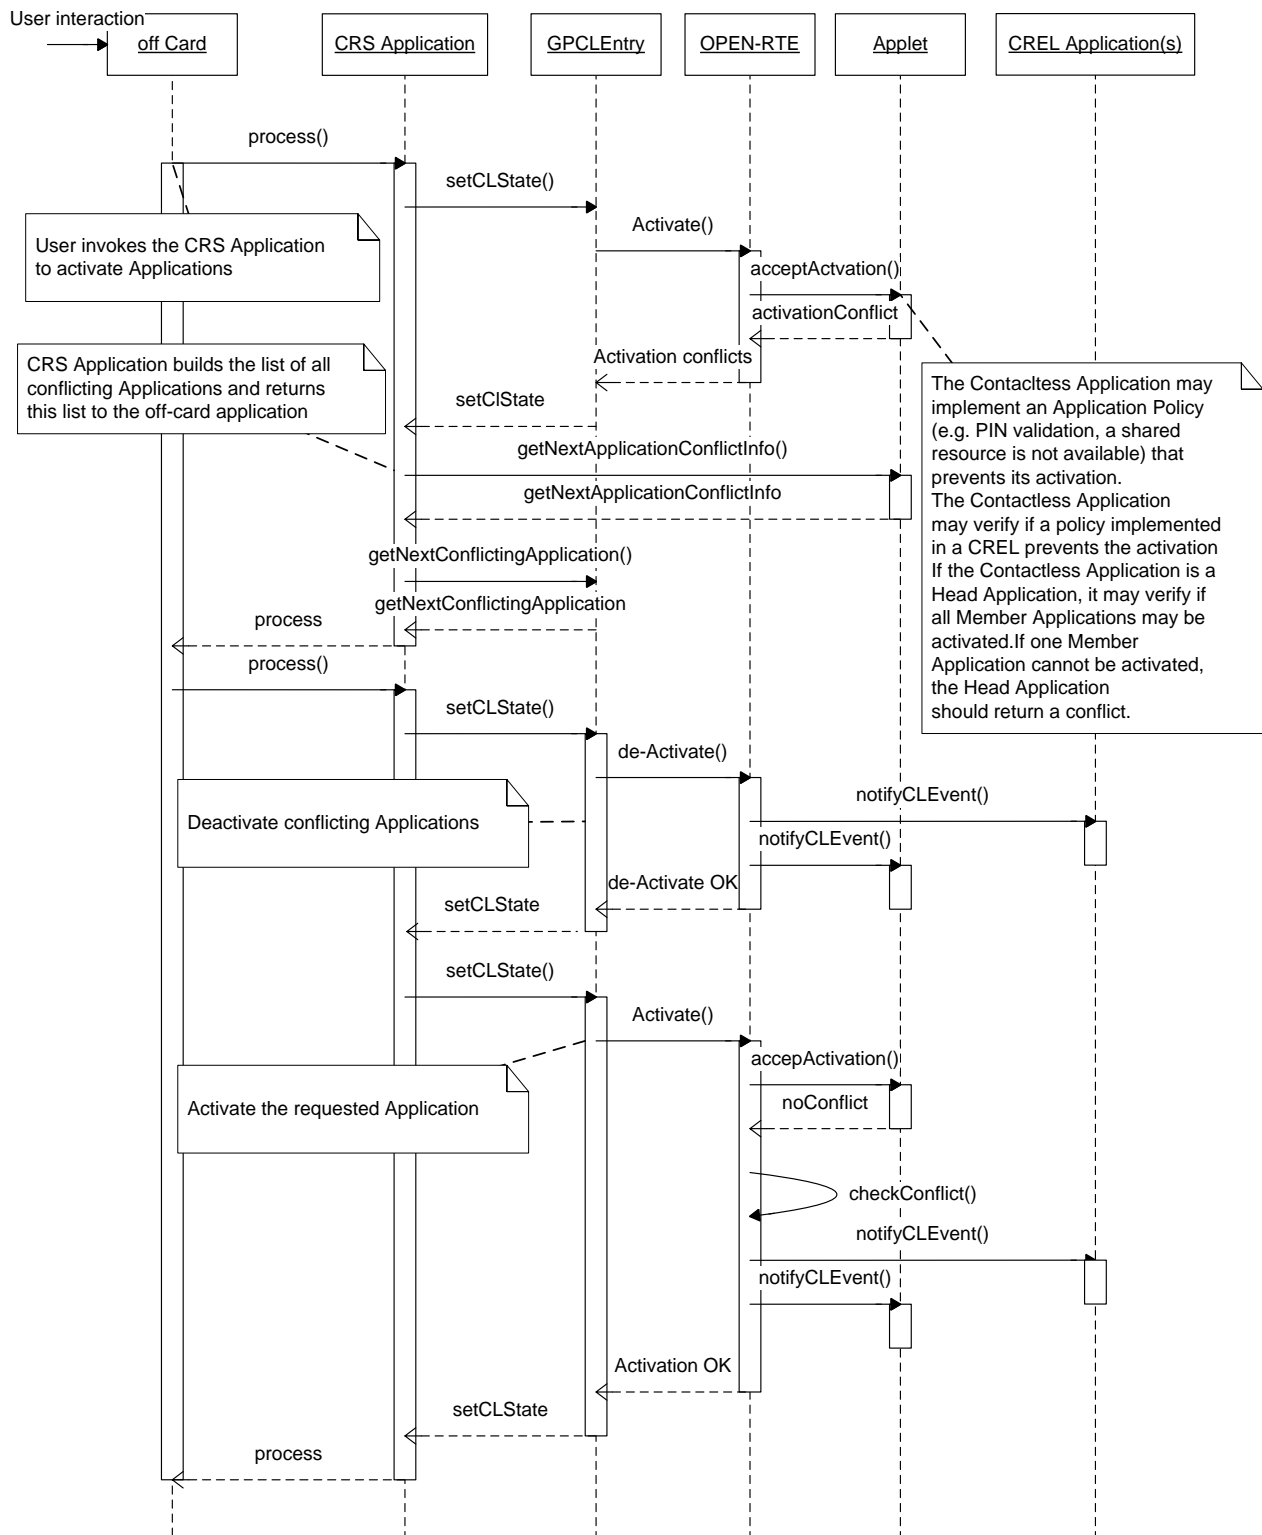 User interaction
off Card
CRS Application
GPCLEntry
OPEN-RTE
Applet
CREL Application(s)
process()
setCLState()
User invokes the CRS Application
to activate Applications
Activate()
acceptActvation()
activationConflict
CRS Application builds the list of all
conflicting Applications and returns
this list to the off-card application
Activation conflicts
setClState
The Contacltess Application may
implement an Application Policy
(e.g. PIN validation, a shared
resource is not available) that
prevents its activation.
The Contactless Application
may verify if a policy implemented
in a CREL prevents the activation
If the Contactless Application is a
Head Application, it may verify if
all Member Applications may be
activated.If one Member
Application cannot be activated,
the Head Application
should return a conflict.
getNextApplicationConflictInfo()
getNextApplicationConflictInfo
getNextConflictingApplication()
getNextConflictingApplication
process
process()
setCLState()
de-Activate()
Deactivate conflicting Applications
notifyCLEvent()
notifyCLEvent()
de-Activate OK
setCLState
setCLState()
Activate()
accepActivation()
Activate the requested Application
noConflict
checkConflict()
notifyCLEvent()
notifyCLEvent()
Activation OK
setCLState
process